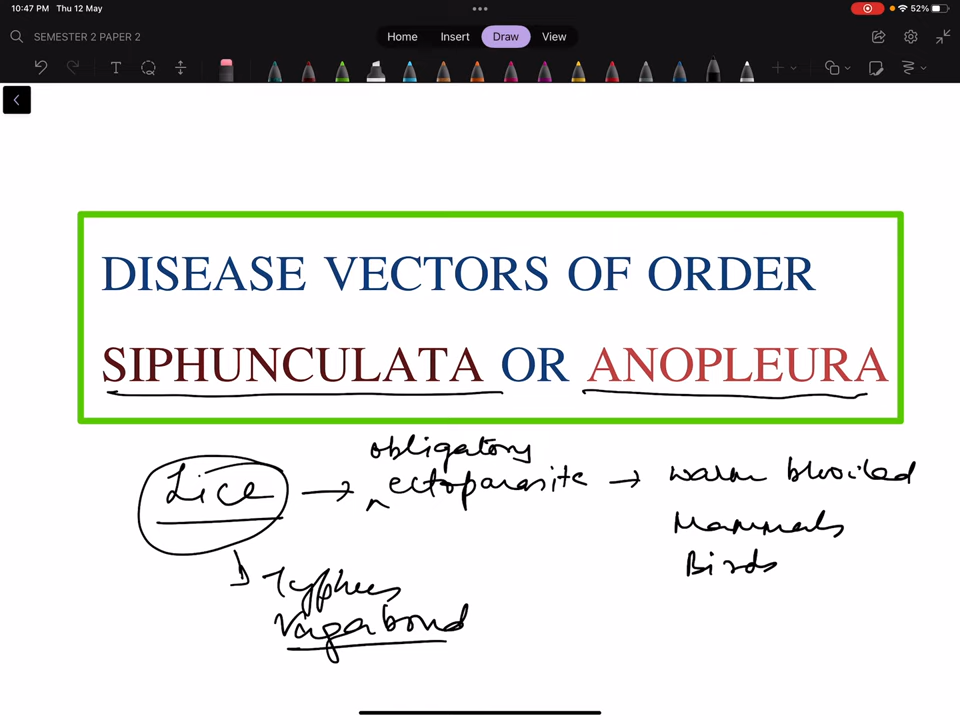 10:47 PM Thu 12 May
52%
SEMESTER 2 PAPER 2
Home Insert Draw View
DISEASE VECTORS OF ORDER
SIPHUNCULATA OR ANOPLEURA
obligatory
Lice → ectoparasite → warm blooded
Mammals
Birds
Typhus
Vagabond